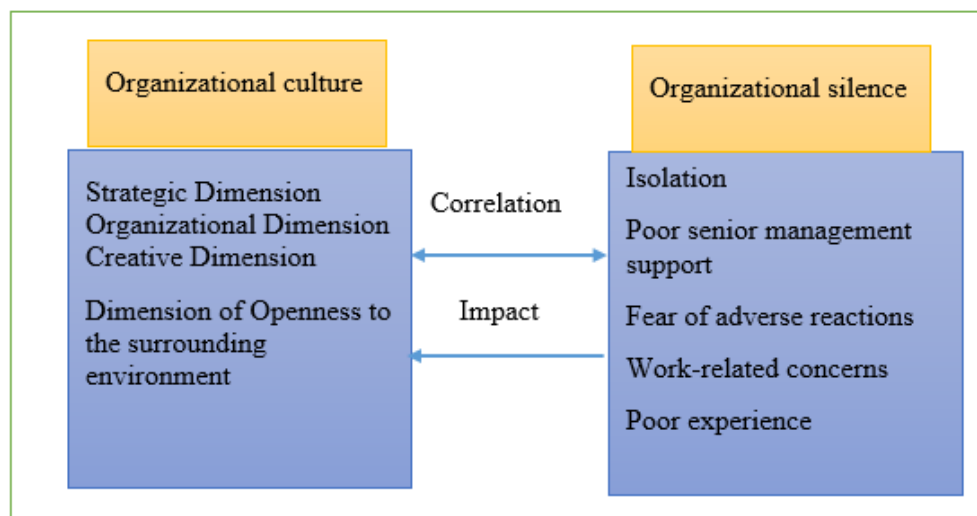 Organizational culture
Strategic Dimension
Organizational Dimension
Creative Dimension
Dimension of Openness to
the surrounding
environment
Correlation
Impact
Organizational silence
Isolation
Poor senior management
support
Fear of adverse reactions
Work-related concerns
Poor experience